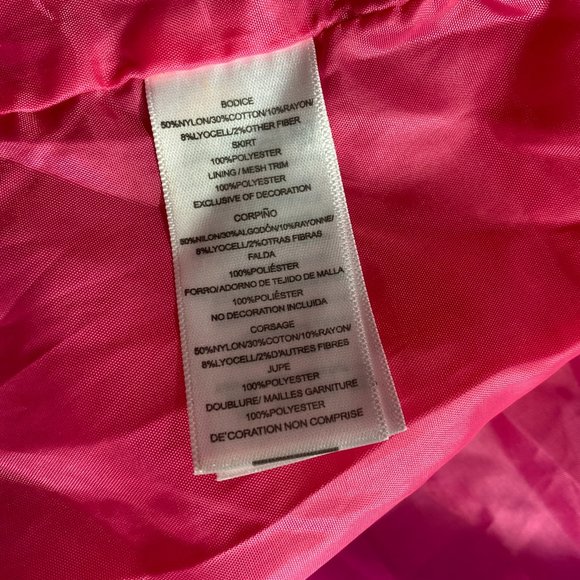 BODICE
50%NYLON/30%COTTON/10%RAYON/
8%LYOCELL/2%OTHER FIBER
SKIRT
100%POLYESTER
LINING / MESH TRIM
100%POLYESTER
EXCLUSIVE OF DECORATION
CORPIÑO
50%NILON/30%ALGODÔN/10%RAYONNE/
8%LYOCELL/2%OTRAS FIBRAS
FALDA
100%POLIÉSTER
FORRO/ADORNO DE TEJIDO DE MALLA
100%POLIÉSTER
NO DECORATION INCLUIDA
CORSAGE
50%NYLON/30%COTON/10%RAYON/
8%LYOCELL/2%D'AUTRES FIBRES
JUPE
100%POLYESTER
DOUBLURE/ MAILLES GARNITURE
100%POLYESTER
DE'CORATION NON COMPRISE